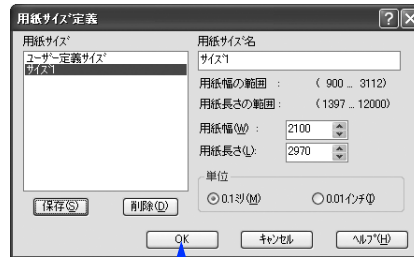 用紙サイズ定義
用紙サイズ
ユーザー定義サイズ
サイズ1
用紙サイズ名
サイズ1
用紙幅の範囲 : ( 900 .. 3112)
用紙長さの範囲 : (1397 .. 12000)
用紙幅(W) : 2100
用紙長さ(L): 2970
単位
0.1ミリ(M) 0.01インチ(I)
保存(S) 削除(D)
OK キャンセル ヘルプ(H)